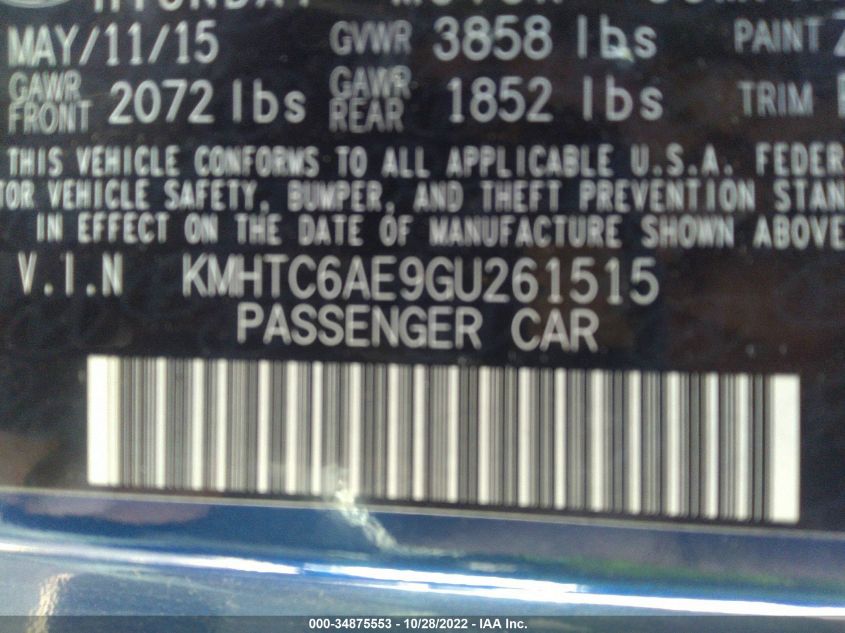 HYUNDAI MOTOR
MAY/11/15 GVWR 3858 lbs PAINT
GAWR FRONT 2072 lbs GAWR REAR 1852 lbs TRIM
THIS VEHICLE CONFORMS TO ALL APPLICABLE U.S.A. FEDER
TOR VEHICLE SAFETY, BUMPER, AND THEFT PREVENTION STAN
IN EFFECT ON THE DATE OF MANUFACTURE SHOWN ABOVE
V.I.N KMHTC6AE9GU261515
PASSENGER CAR
000-34875553 - 10/28/2022 - IAA Inc.